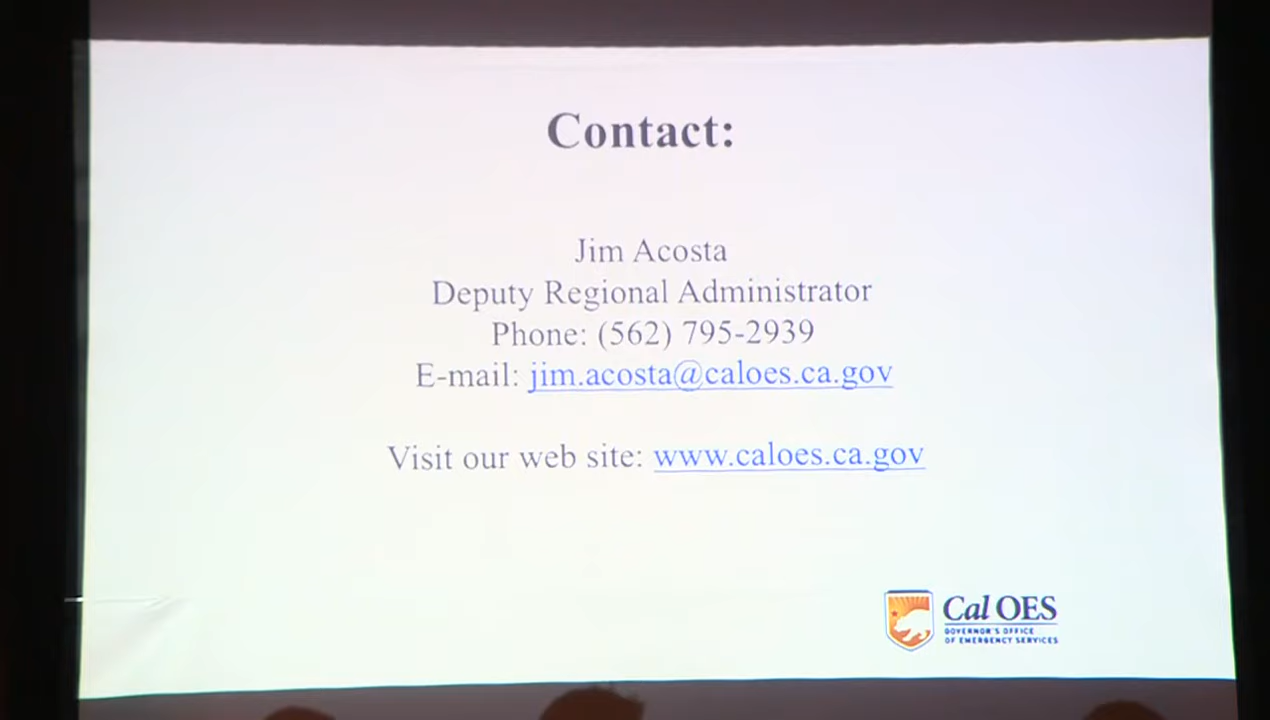 Contact:
Jim Acosta
Deputy Regional Administrator
Phone: (562) 795-2939
E-mail: jim.acosta@caloes.ca.gov
Visit our web site: www.caloes.ca.gov
Cal OES
GOVERNOR'S OFFICE
OF EMERGENCY SERVICES